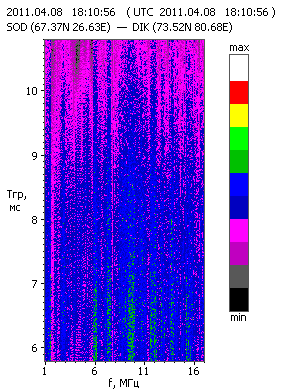 2011.04.08 18:10:56 (UTC 2011.04.08 18:10:56)
SOD (67.37N 26.63E) — DIK (73.52N 80.68E)
max
10
9
Tгр,
мс
8
7
6
min
1 6 11 16
f, МГц